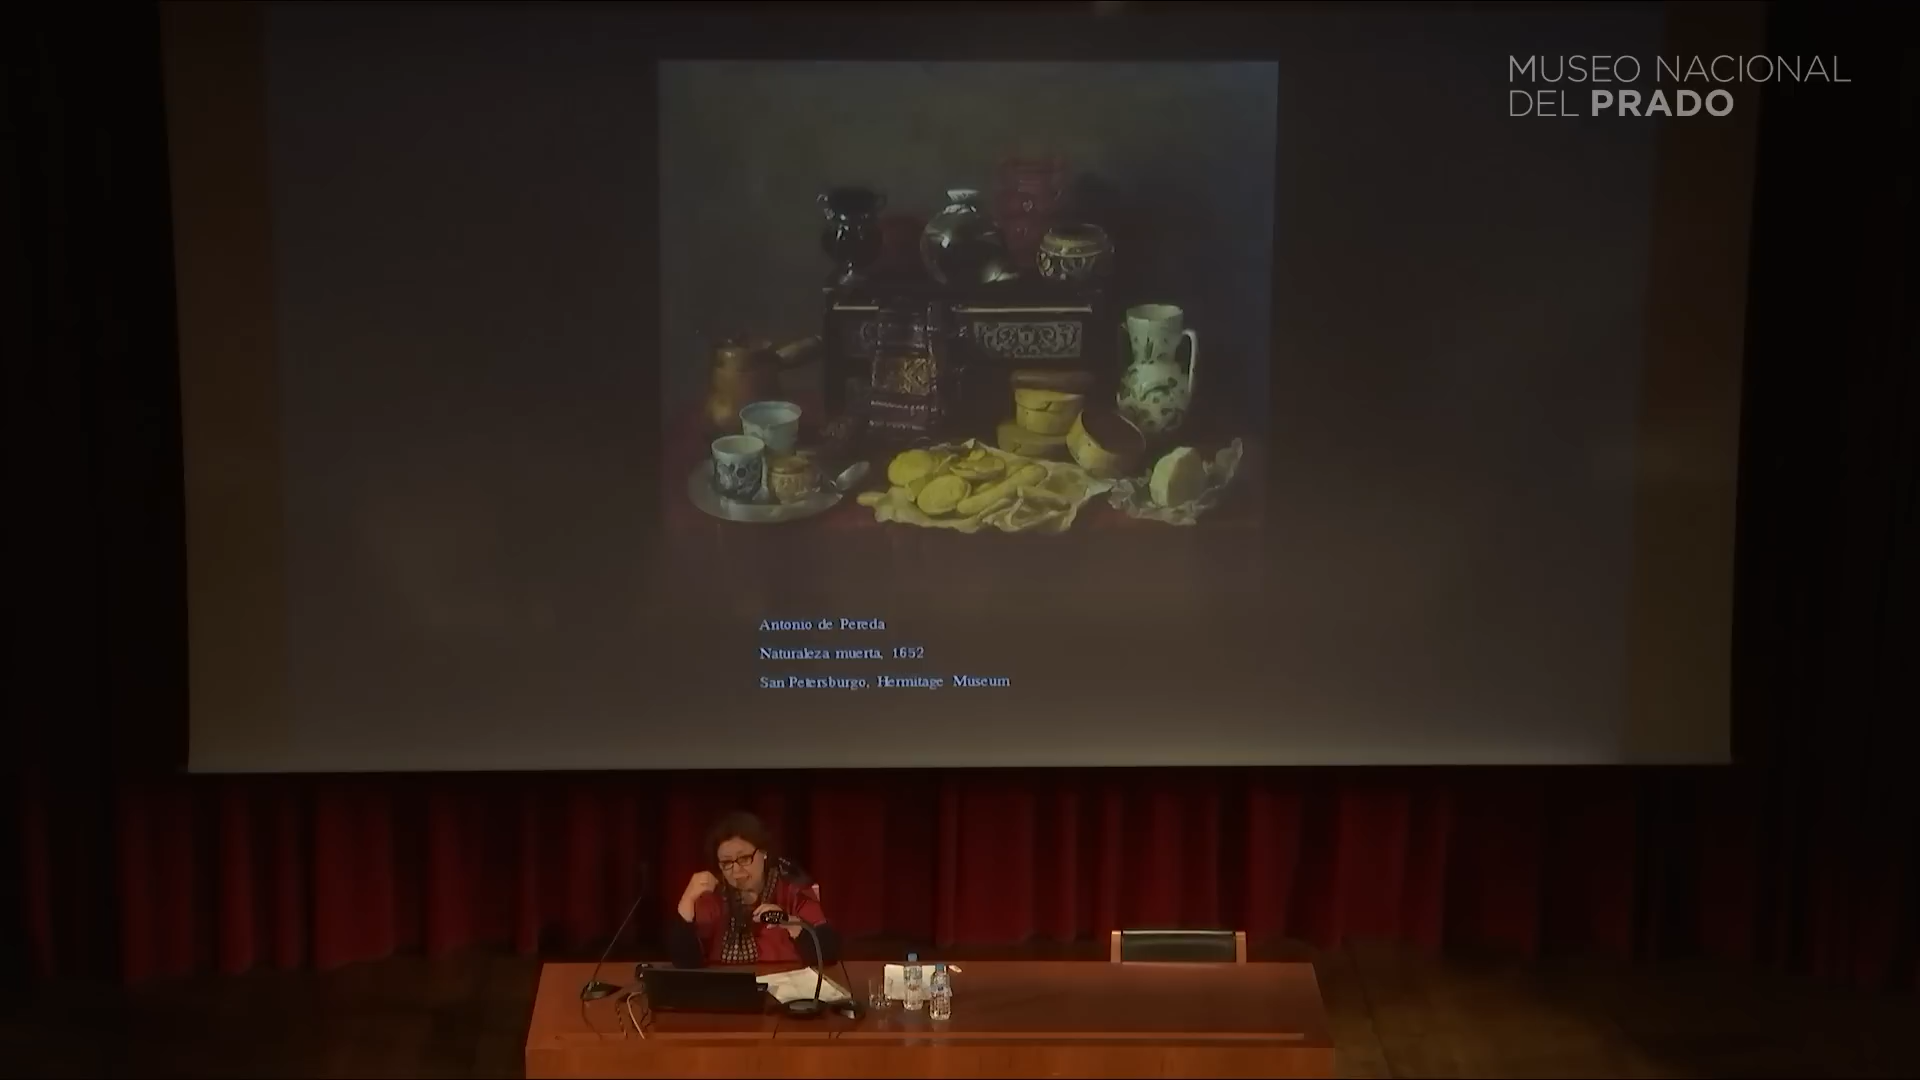 MUSEO NACIONAL
DEL PRADO
Antonio de Pereda
Naturaleza muerta, 1652
San Petersburgo, Hermitage Museum